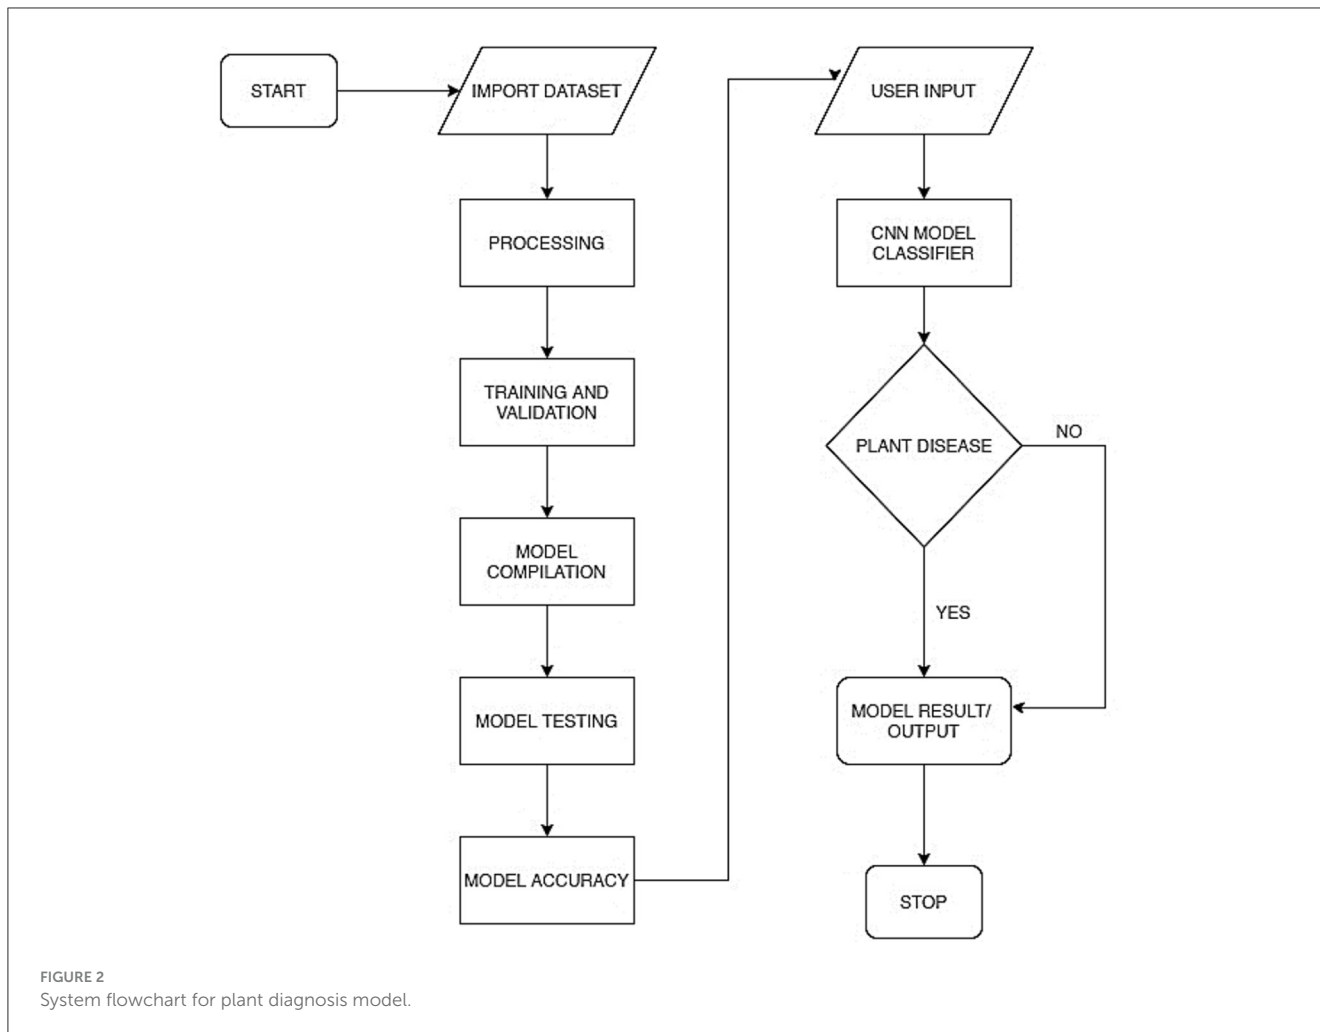 START
IMPORT DATASET
PROCESSING
TRAINING AND
VALIDATION
MODEL
COMPILATION
MODEL TESTING
MODEL ACCURACY
USER INPUT
CNN MODEL
CLASSIFIER
PLANT DISEASE
NO
YES
MODEL RESULT/
OUTPUT
STOP
FIGURE 2
System flowchart for plant diagnosis model.